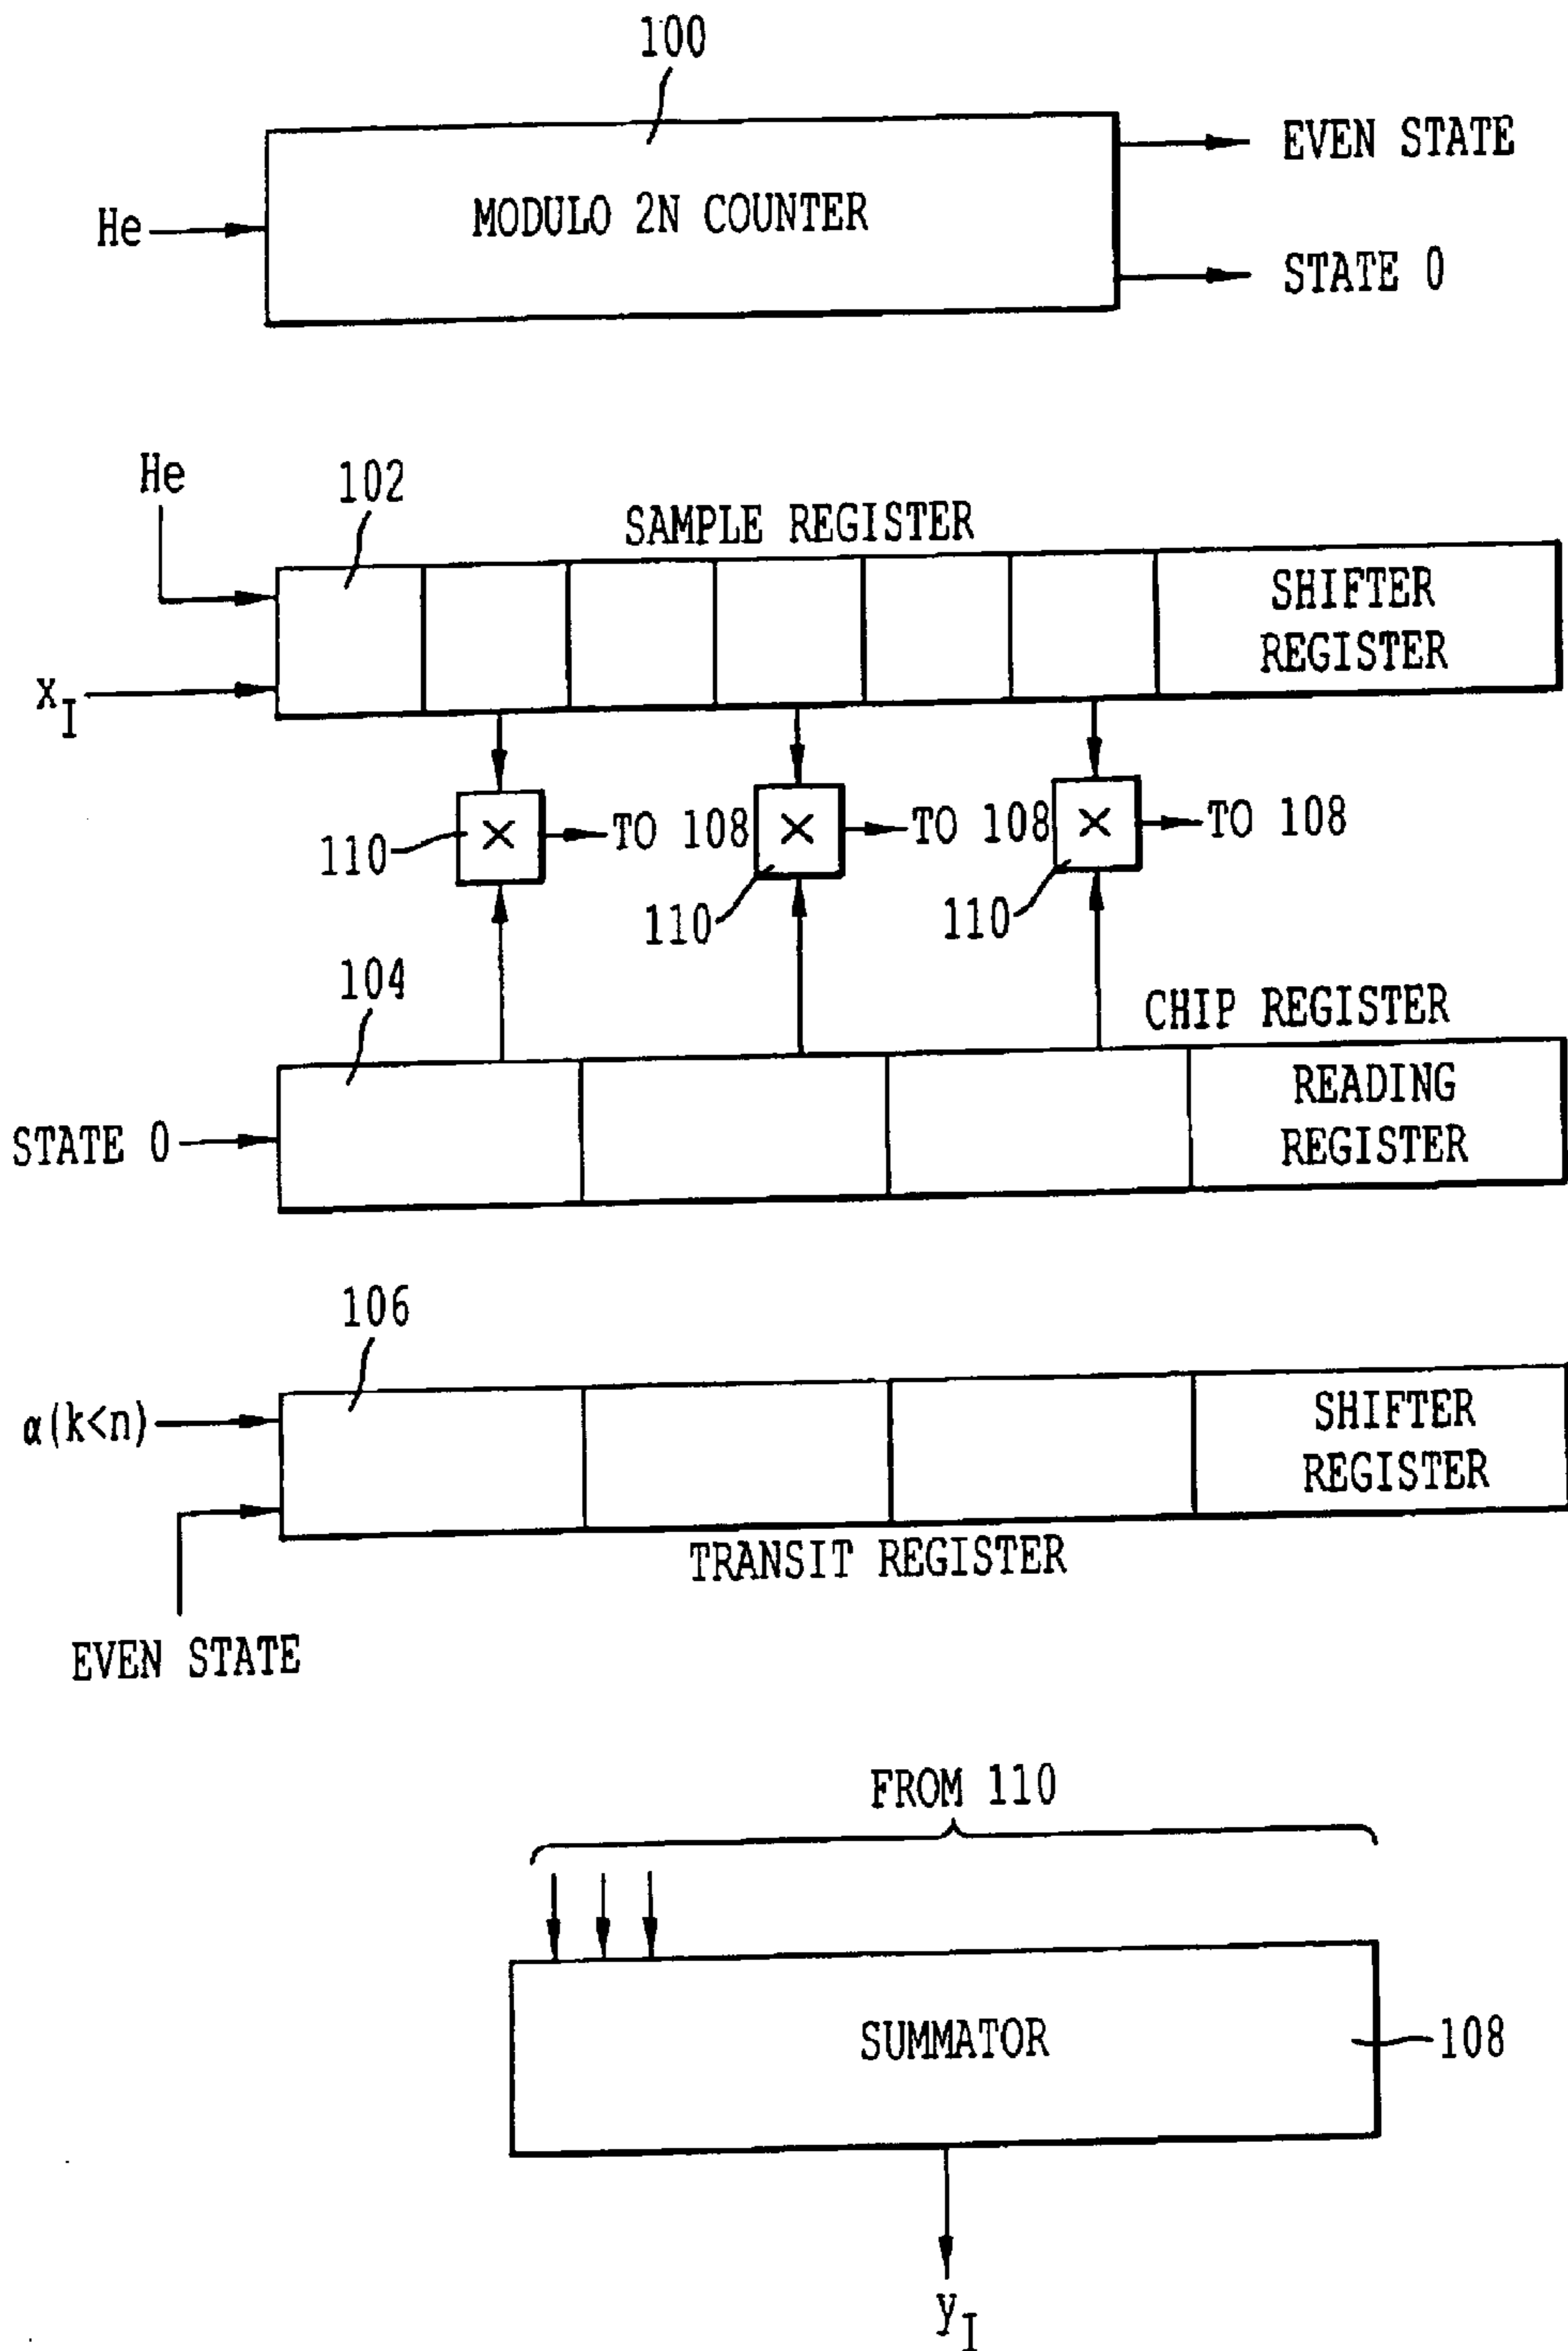 100
EVEN STATE
MODULO 2N COUNTER
He
STATE 0
He
102
SAMPLE REGISTER
SHIFTER
REGISTER
x_I
110
×
TO 108
×
TO 108
×
TO 108
110
110
104
CHIP REGISTER
READING
REGISTER
STATE 0
106
α(k<n)
SHIFTER
REGISTER
TRANSIT REGISTER
EVEN STATE
FROM 110
SUMMATOR
108
y_I